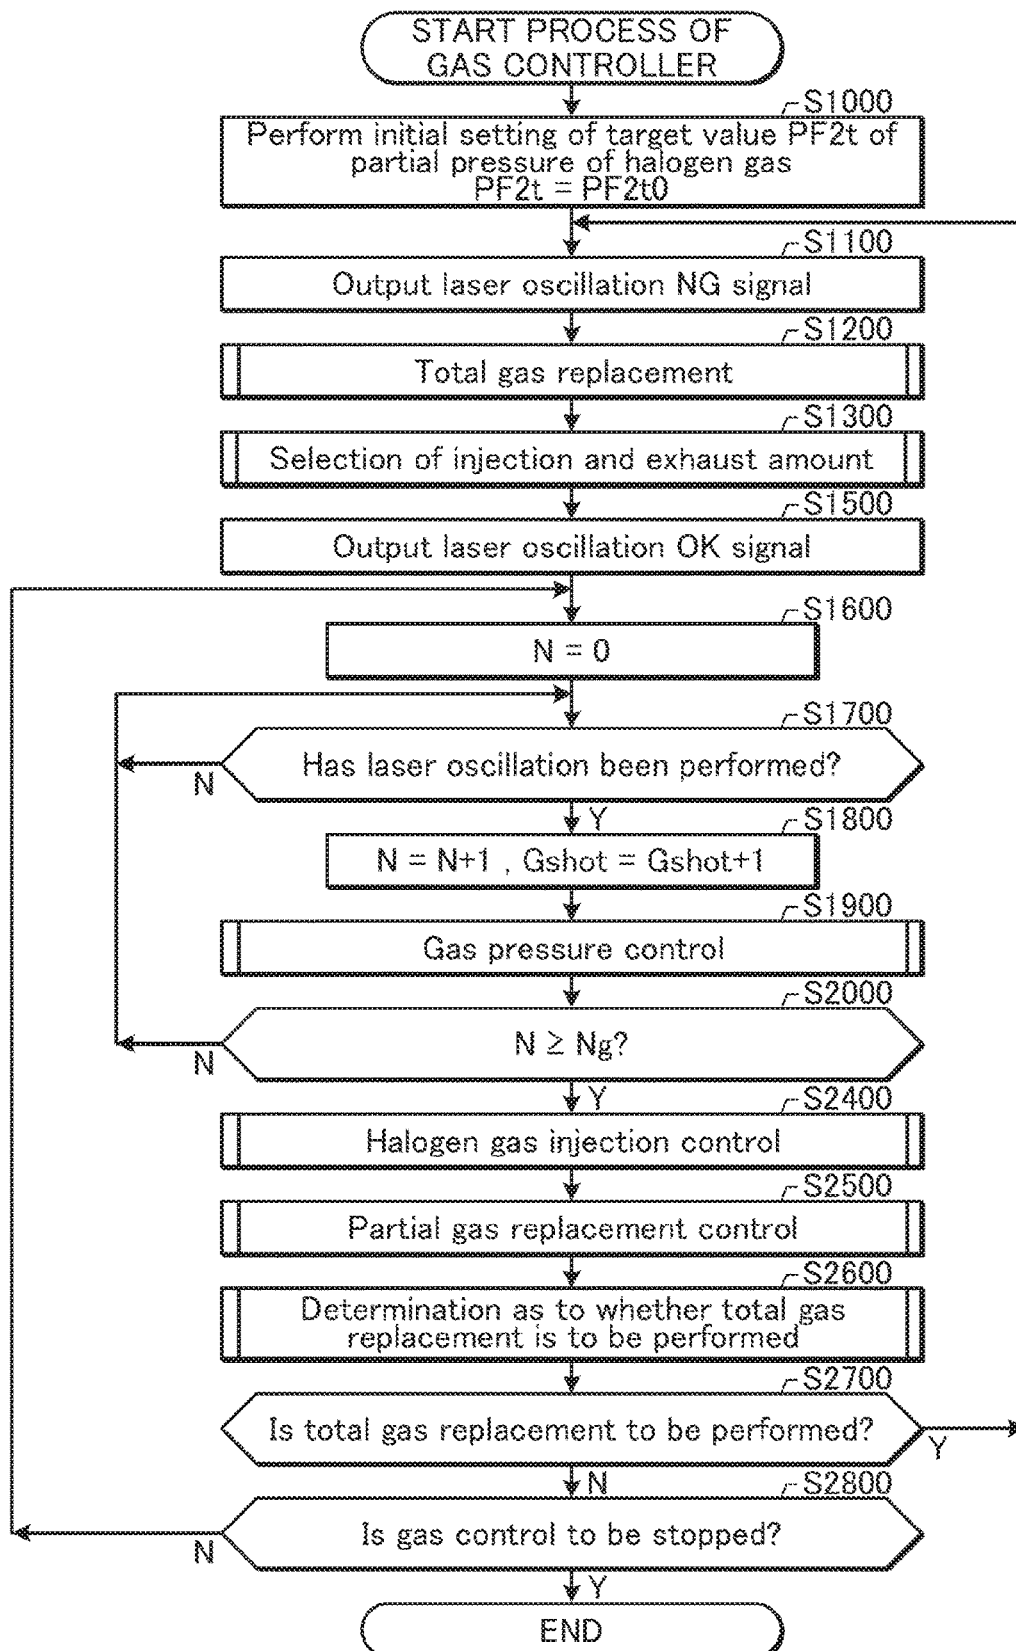 START PROCESS OF
GAS CONTROLLER
S1000
Perform initial setting of target value PF2t of
partial pressure of halogen gas
PF2t = PF2t0
S1100
Output laser oscillation NG signal
S1200
Total gas replacement
S1300
Selection of injection and exhaust amount
S1500
Output laser oscillation OK signal
S1600
N = 0
S1700
Has laser oscillation been performed?
N
Y
S1800
N = N+1 , Gshot = Gshot+1
S1900
Gas pressure control
S2000
N ≥ Ng?
N
Y
S2400
Halogen gas injection control
S2500
Partial gas replacement control
S2600
Determination as to whether total gas
replacement is to be performed
S2700
Is total gas replacement to be performed?
Y
N
S2800
Is gas control to be stopped?
N
Y
END